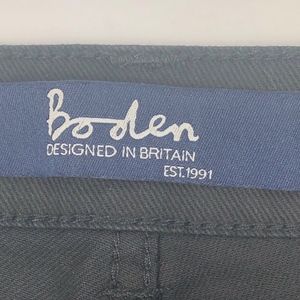 Boden
DESIGNED IN BRITAIN
EST.1991